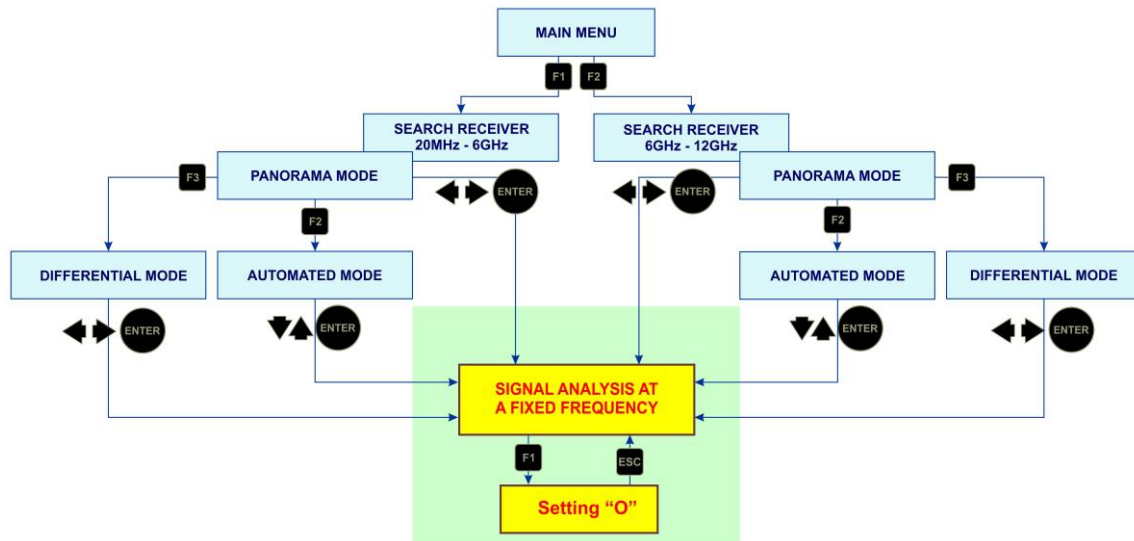 MAIN MENU
F1 F2
SEARCH RECEIVER
20MHz - 6GHz
SEARCH RECEIVER
6GHz - 12GHz
F3 PANORAMA MODE ENTER ENTER PANORAMA MODE F3
F2 F2
DIFFERENTIAL MODE AUTOMATED MODE AUTOMATED MODE DIFFERENTIAL MODE
ENTER ENTER ENTER ENTER
SIGNAL ANALYSIS AT
A FIXED FREQUENCY
F1 ESC
Setting “O”